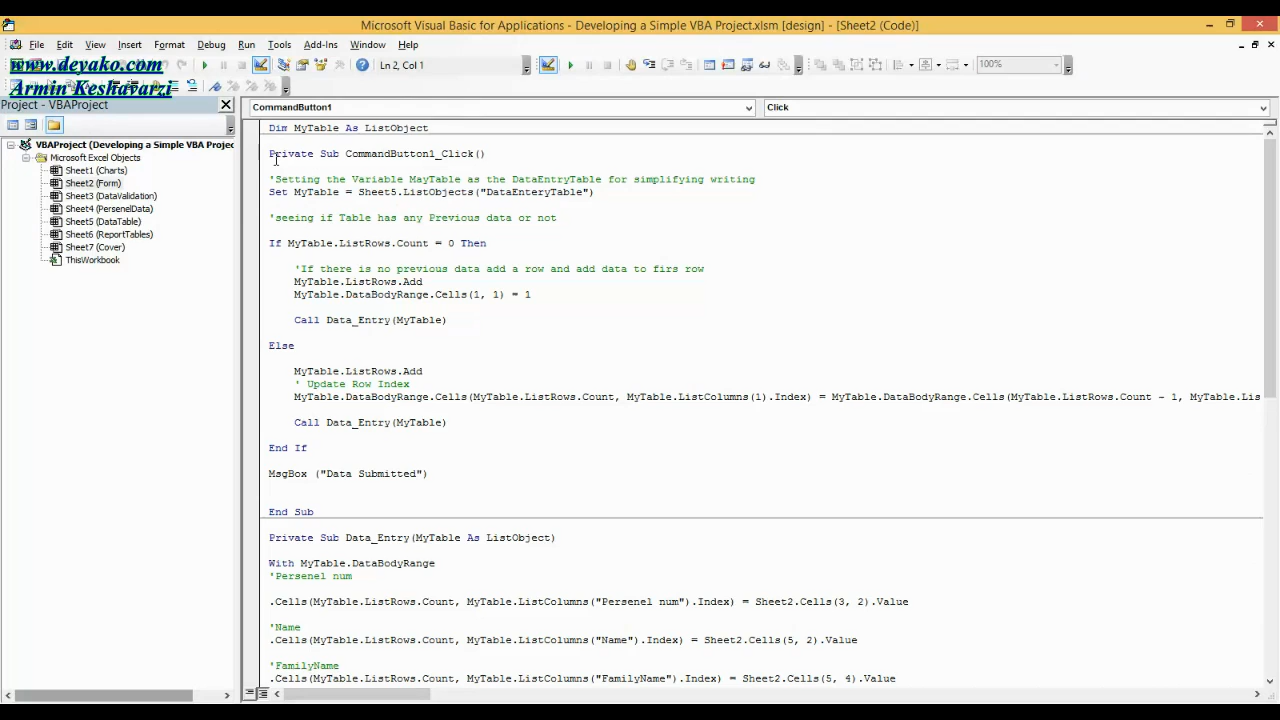 Microsoft Visual Basic for Applications - Developing a Simple VBA Project.xlsm [design] - [Sheet2 (Code)]
File Edit View Insert Format Debug Run Tools Add-Ins Window Help
www.deyako.com
Ln 2, Col 1
100%
Armin Keshavarzi
Project - VBAProject
CommandButton1
Click
VBAProject (Developing a Simple VBA Projec
Microsoft Excel Objects
Sheet1 (Charts)
Sheet2 (Form)
Sheet3 (DataValidation)
Sheet4 (PersenelData)
Sheet5 (DataTable)
Sheet6 (ReportTables)
Sheet7 (Cover)
ThisWorkbook
Dim MyTable As ListObject
Private Sub CommandButton1_Click()
'Setting the Variable MayTable as the DataEntryTable for simplifying writing
Set MyTable = Sheet5.ListObjects("DataEnteryTable")
'seeing if Table has any Previous data or not
If MyTable.ListRows.Count = 0 Then
'If there is no previous data add a row and add data to firs row
MyTable.ListRows.Add
MyTable.DataBodyRange.Cells(1, 1) = 1
Call Data_Entry(MyTable)
Else
MyTable.ListRows.Add
' Update Row Index
MyTable.DataBodyRange.Cells(MyTable.ListRows.Count, MyTable.ListColumns(1).Index) = MyTable.DataBodyRange.Cells(MyTable.ListRows.Count - 1, MyTable.Lis
Call Data_Entry(MyTable)
End If
MsgBox ("Data Submitted")
End Sub
Private Sub Data_Entry(MyTable As ListObject)
With MyTable.DataBodyRange
'Persenel num
.Cells(MyTable.ListRows.Count, MyTable.ListColumns("Persenel num").Index) = Sheet2.Cells(3, 2).Value
'Name
.Cells(MyTable.ListRows.Count, MyTable.ListColumns("Name").Index) = Sheet2.Cells(5, 2).Value
'FamilyName
.Cells(MyTable.ListRows.Count, MyTable.ListColumns("FamilyName").Index) = Sheet2.Cells(5, 4).Value